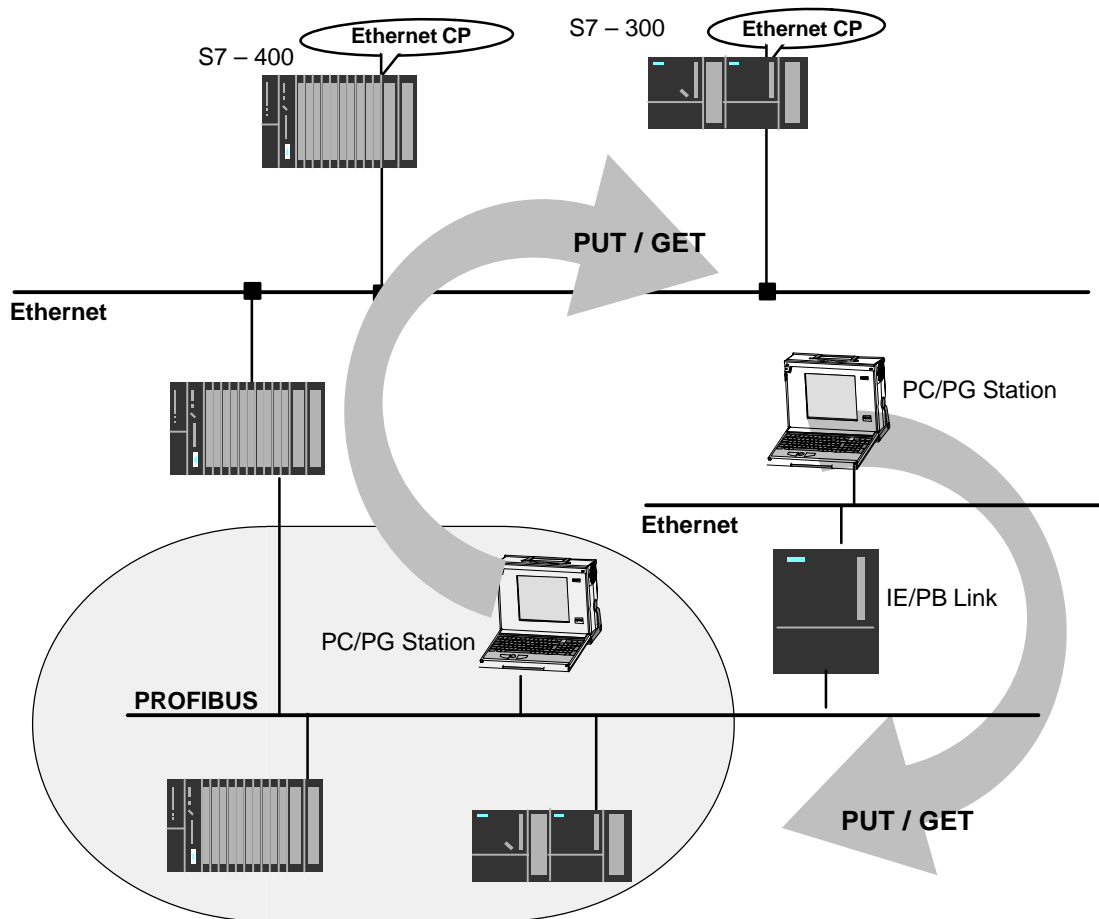 Ethernet CP
S7 – 400
S7 – 300
Ethernet CP
PUT / GET
Ethernet
PC/PG Station
Ethernet
IE/PB Link
PC/PG Station
PROFIBUS
PUT / GET